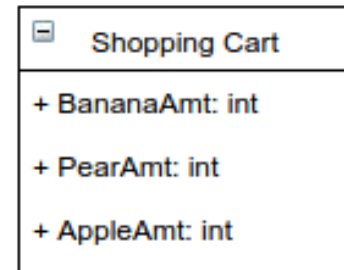 Shopping Cart
+ BananaAmt: int
+ PearAmt: int
+ AppleAmt: int